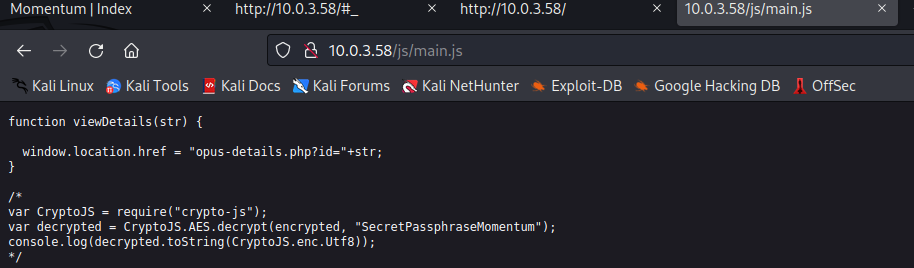 Momentum | Index
http://10.0.3.58/#_
http://10.0.3.58/
10.0.3.58/js/main.js
10.0.3.58/js/main.js
Kali Linux
Kali Tools
Kali Docs
Kali Forums
Kali NetHunter
Exploit-DB
Google Hacking DB
OffSec
function viewDetails(str) {
window.location.href = "opus-details.php?id="+str;
}
/*
var CryptoJS = require("crypto-js");
var decrypted = CryptoJS.AES.decrypt(encrypted, "SecretPassphraseMomentum");
console.log(decrypted.toString(CryptoJS.enc.Utf8));
*/